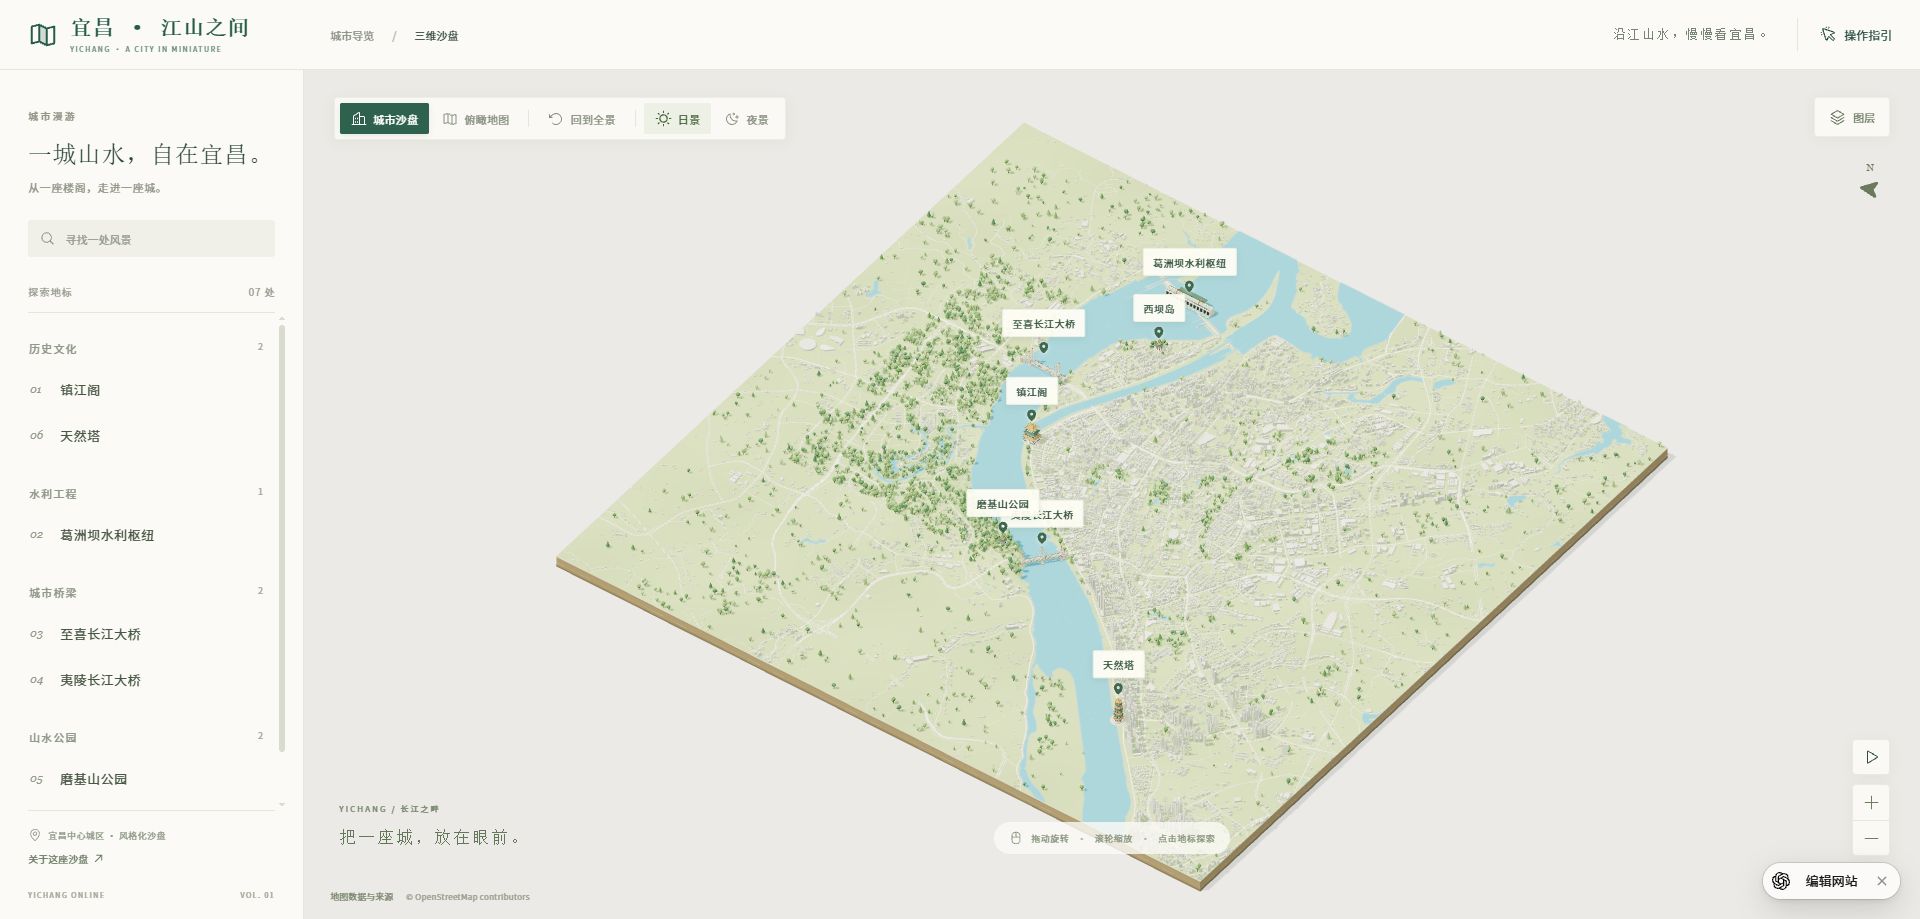 宜昌 • 江山之间
YICHANG • A CITY IN MINIATURE
城市导览 / 三维沙盘
沿江山水，慢慢看宜昌。
操作指引
城市漫游
一城山水，自在宜昌。
从一座楼阁，走进一座城。
寻找一处风景
探索地标 07 处
历史文化 2
01 镇江阁
06 天然塔
水利工程 1
02 葛洲坝水利枢纽
城市桥梁 2
03 至喜长江大桥
04 夷陵长江大桥
山水公园 2
05 磨基山公园
宜昌中心城区 • 风格化沙盘
关于这座沙盘
YICHANG ONLINE VOL. 01
城市沙盘
俯瞰地图
回到全景
日景
夜景
图层
N
葛洲坝水利枢纽
西坝岛
至喜长江大桥
镇江阁
磨基山公园
长江大桥
天然塔
YICHANG / 长江之畔
把一座城，放在眼前。
拖动旋转 • 滚轮缩放 • 点击地标探索
地图数据与来源 © OpenStreetMap contributors
编辑网站